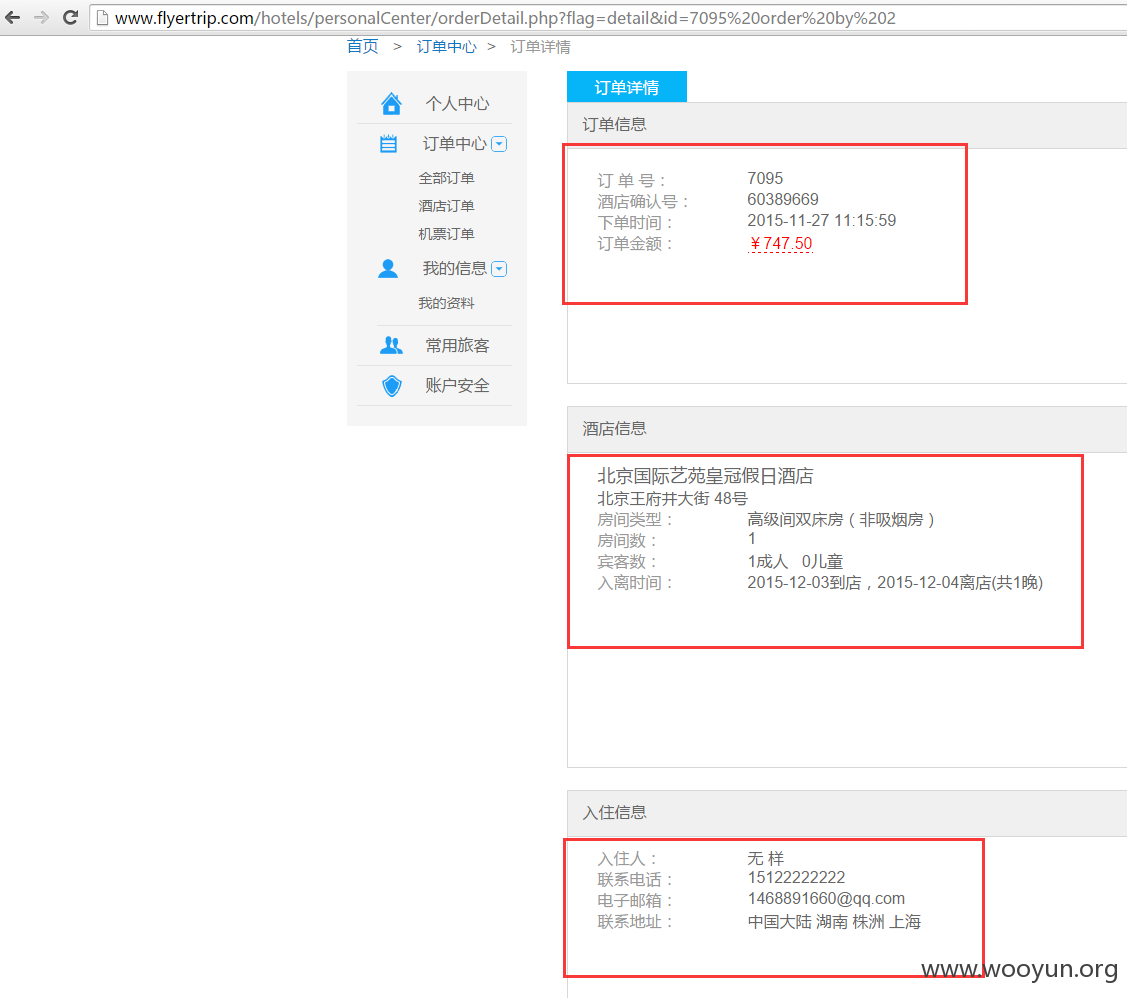 www.flyertrip.com/hotels/personalCenter/orderDetail.php?flag=detail&id=7095%20order%20by%202
首页 > 订单中心 > 订单详情
个人中心
订单中心
全部订单
酒店订单
机票订单
我的信息
我的资料
常用旅客
账户安全
订单详情
订单信息
订 单 号： 7095
酒店确认号： 60389669
下单时间： 2015-11-27 11:15:59
订单金额： ￥747.50
酒店信息
北京国际艺苑皇冠假日酒店
北京王府井大街 48号
房间类型： 高级间双床房（非吸烟房）
房间数： 1
宾客数： 1成人 0儿童
入离时间： 2015-12-03到店，2015-12-04离店(共1晚)
入住信息
入住人： 无 样
联系电话： 15122222222
电子邮箱： 1468891660@qq.com
联系地址： 中国大陆 湖南 株洲 上海
www.wooyun.org